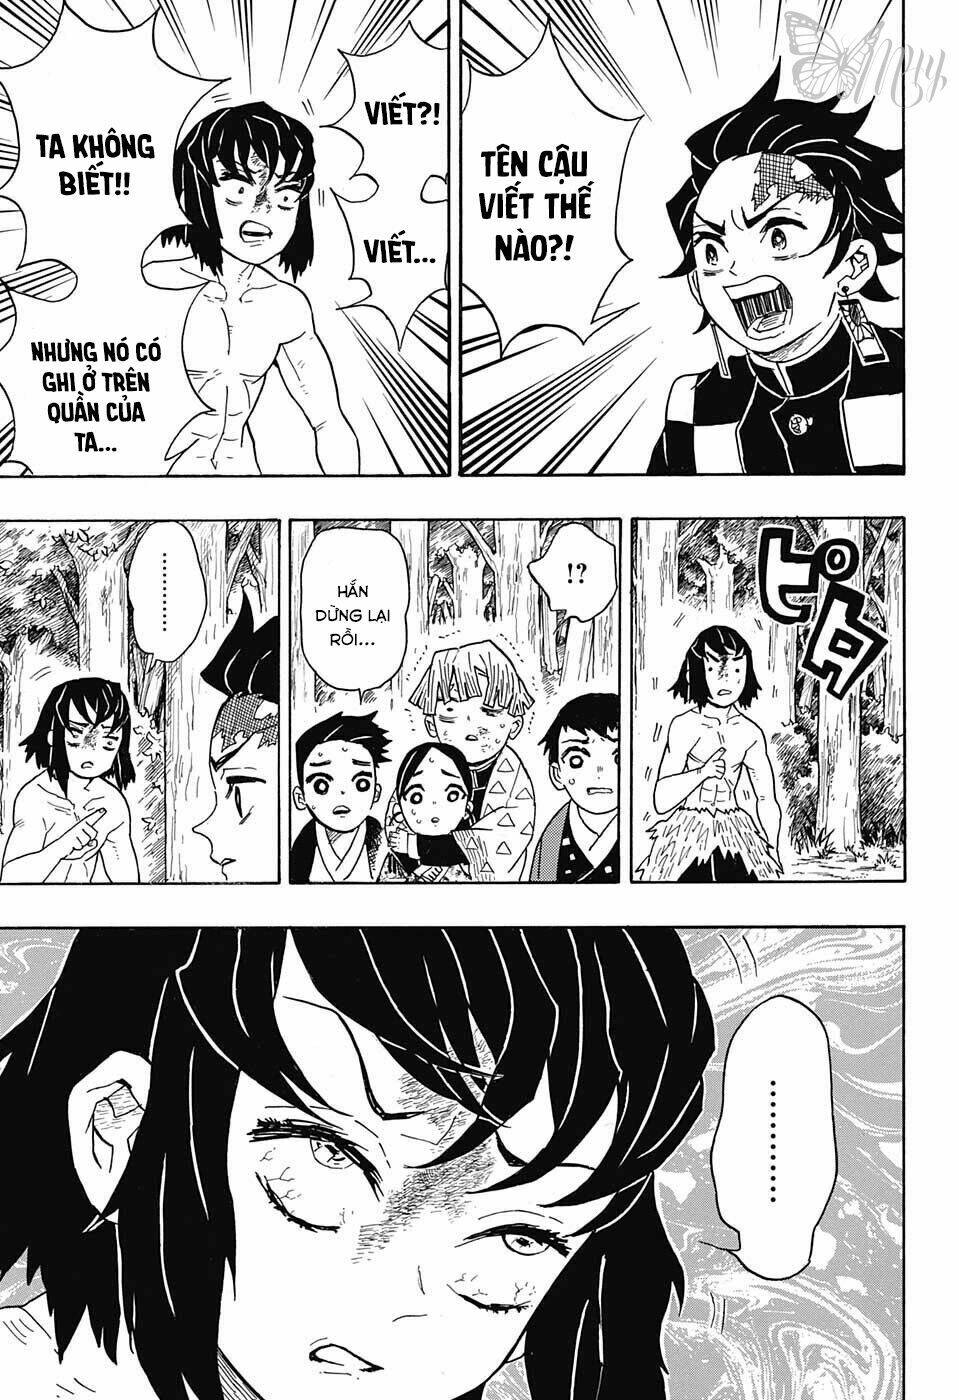 TÊN CẬU
VIẾT THẾ
NÀO?!
VIẾT?!
VIẾT...
TA KHÔNG
BIẾT!!
NHƯNG NÓ CÓ
GHI Ở TRÊN
QUẦN CỦA
TA...
ピタ
!?
HẮN
DỪNG LẠI
RỒI...
..........
..........